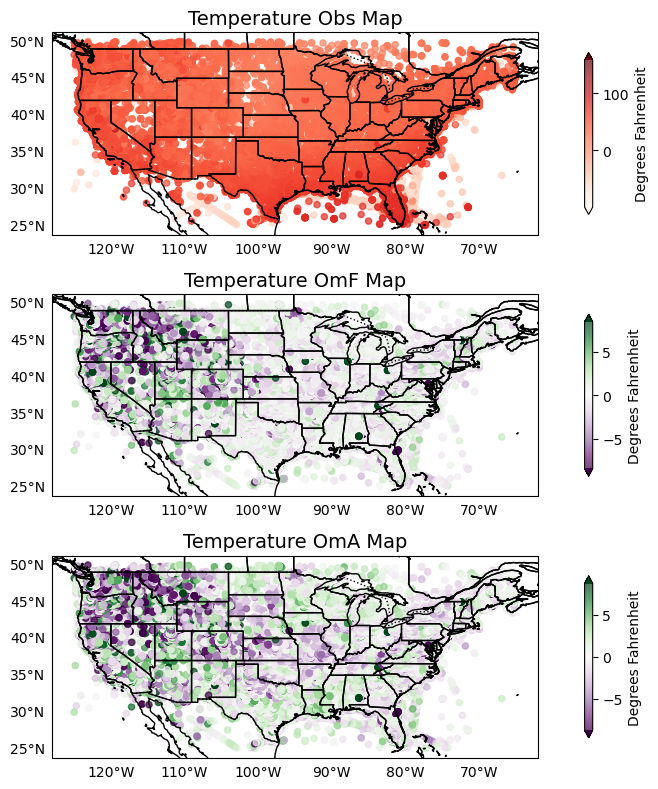 Temperature Obs Map
50°N
45°N
40°N
35°N
30°N
25°N
120°W 110°W 100°W 90°W 80°W 70°W
100
0
Degrees Fahrenheit
Temperature OmF Map
50°N
45°N
40°N
35°N
30°N
25°N
120°W 110°W 100°W 90°W 80°W 70°W
5
0
−5
Degrees Fahrenheit
Temperature OmA Map
50°N
45°N
40°N
35°N
30°N
25°N
120°W 110°W 100°W 90°W 80°W 70°W
5
0
−5
Degrees Fahrenheit